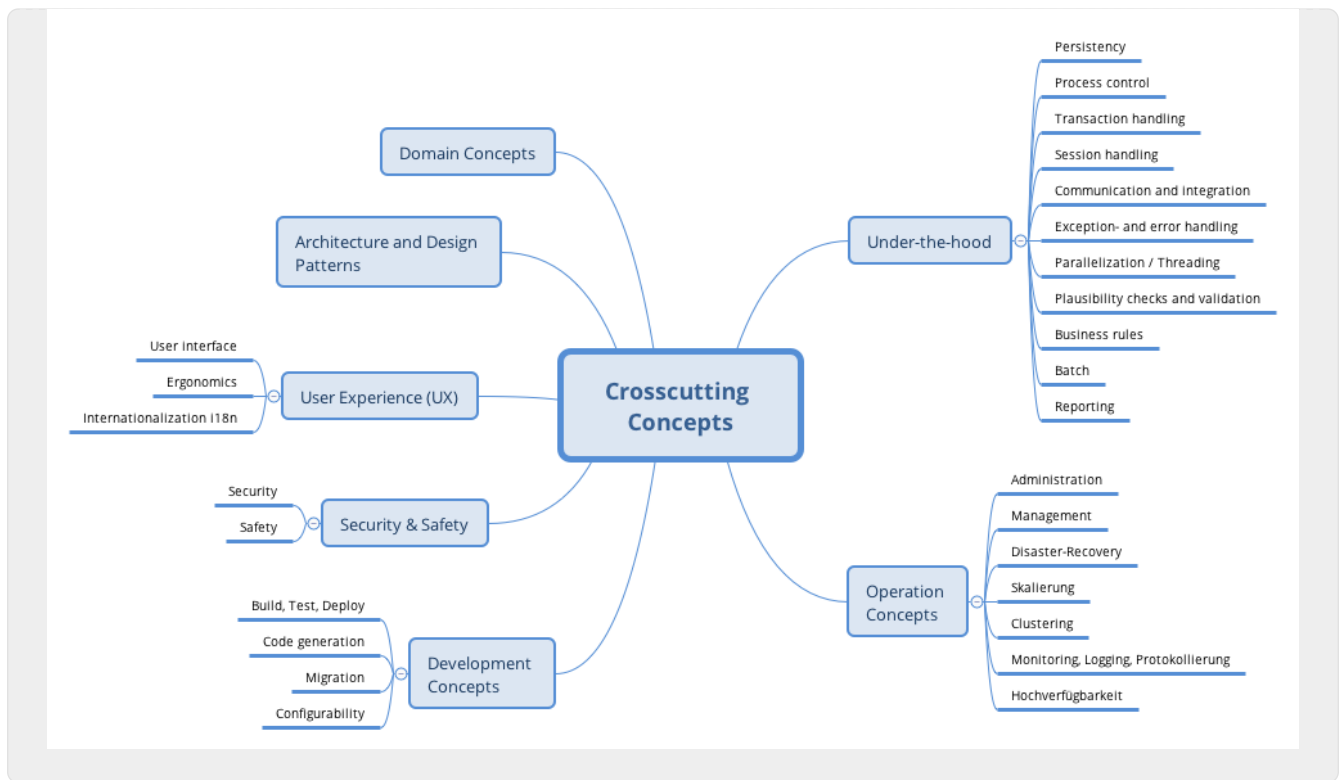 Crosscutting
Concepts
Domain Concepts
Architecture and Design
Patterns
User Experience (UX)
User interface
Ergonomics
Internationalization i18n
Security & Safety
Security
Safety
Development
Concepts
Build, Test, Deploy
Code generation
Migration
Configurability
Under-the-hood
Persistency
Process control
Transaction handling
Session handling
Communication and integration
Exception- and error handling
Parallelization / Threading
Plausibility checks and validation
Business rules
Batch
Reporting
Operation
Concepts
Administration
Management
Disaster-Recovery
Skalierung
Clustering
Monitoring, Logging, Protokollierung
Hochverfügbarkeit